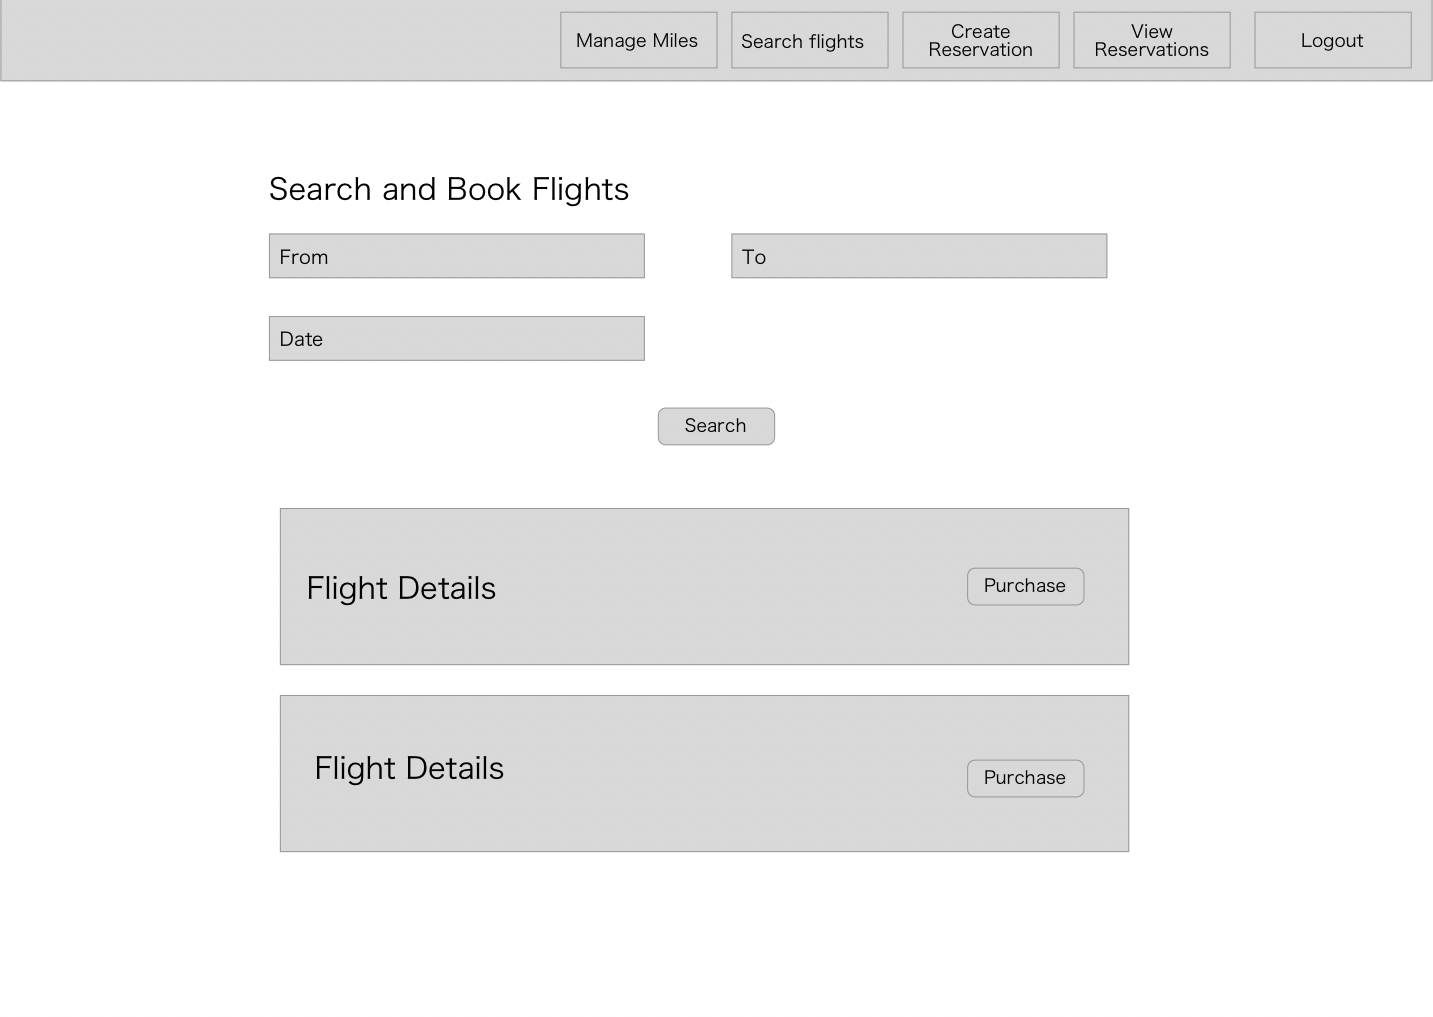 Manage Miles
Search flights
Create
Reservation
View
Reservations
Logout
Search and Book Flights
From
To
Date
Search
Flight Details
Purchase
Flight Details
Purchase